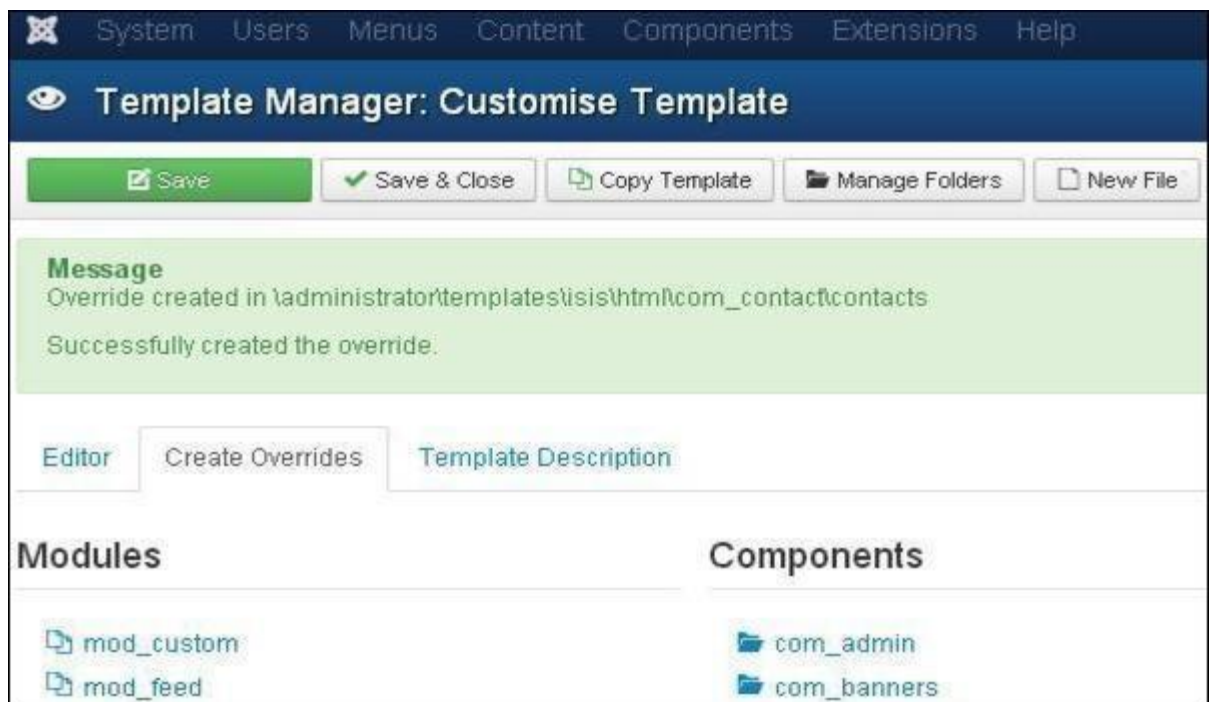 System Users Menus Content Components Extensions Help
Template Manager: Customise Template
Save Save & Close Copy Template Manage Folders New File
Message
Override created in \administrator\templates\isis\html\com_contact\contacts
Successfully created the override.
Editor Create Overrides Template Description
Modules Components
mod_custom com_admin
mod_feed com_banners